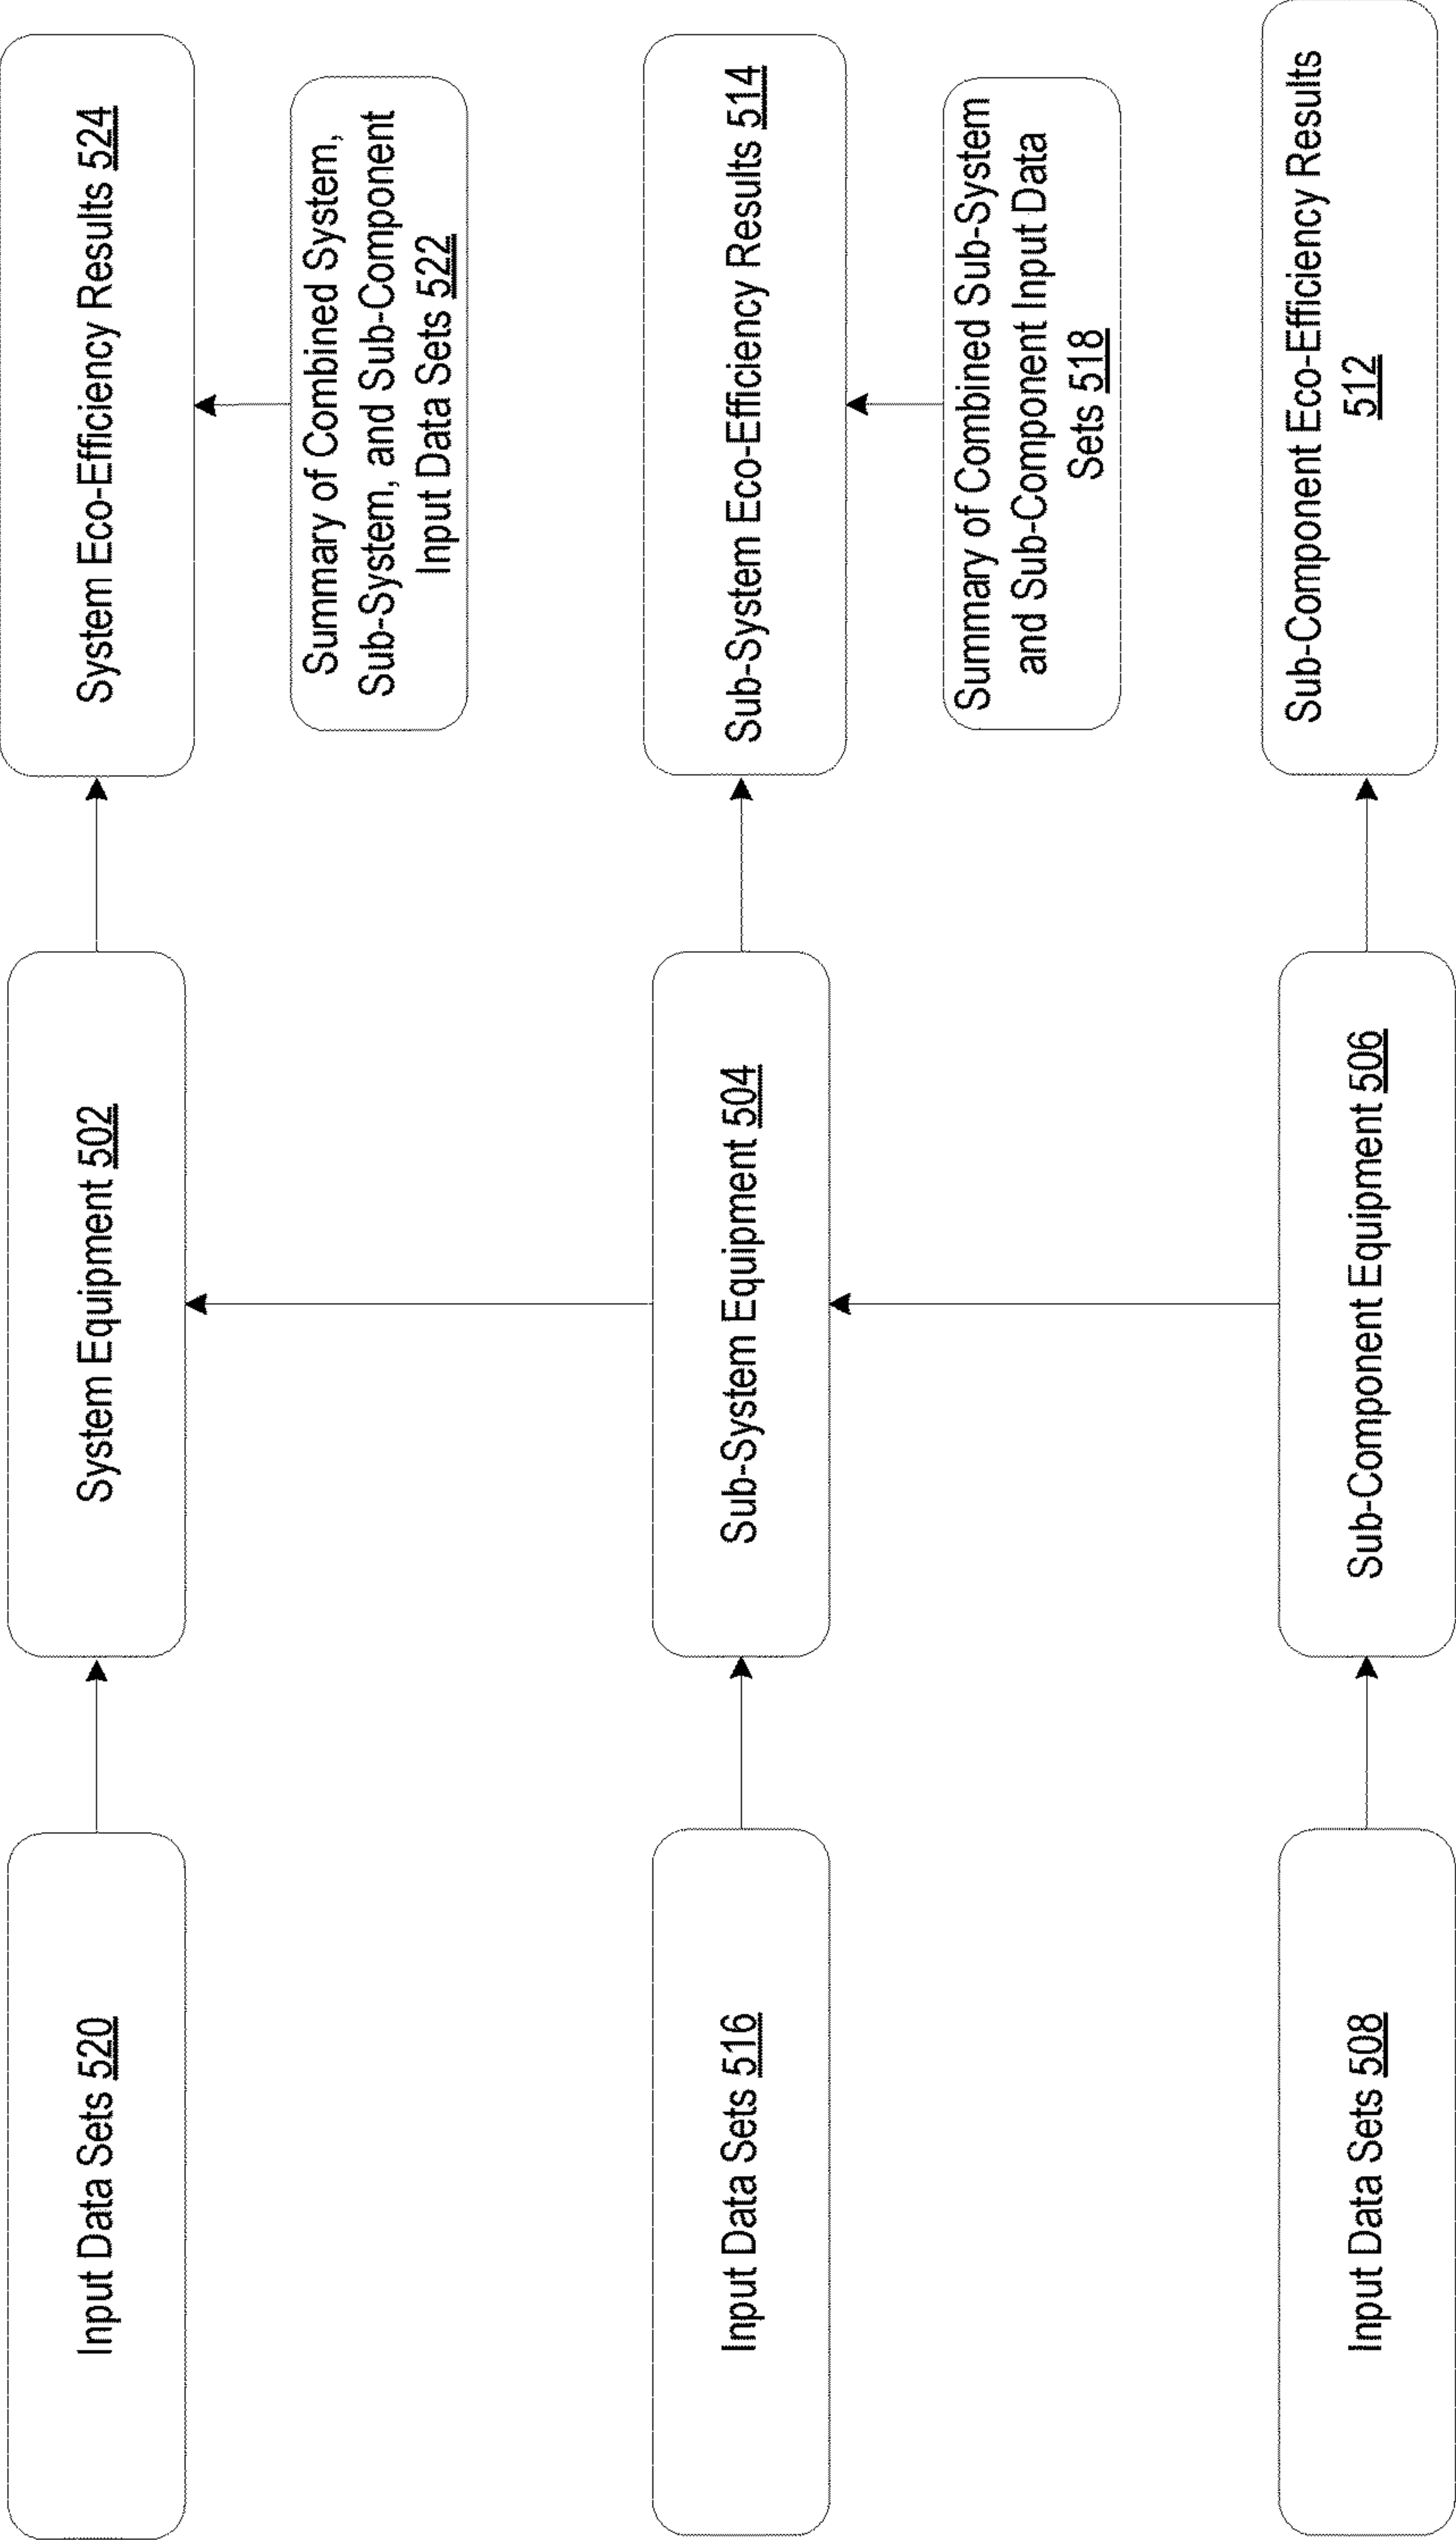 Input Data Sets 520
System Equipment 502
System Eco-Efficiency Results 524
Summary of Combined System,
Sub-System, and Sub-Component
Input Data Sets 522
Input Data Sets 516
Sub-System Equipment 504
Sub-System Eco-Efficiency Results 514
Summary of Combined Sub-System
and Sub-Component Input Data
Sets 518
Input Data Sets 508
Sub-Component Equipment 506
Sub-Component Eco-Efficiency Results
512